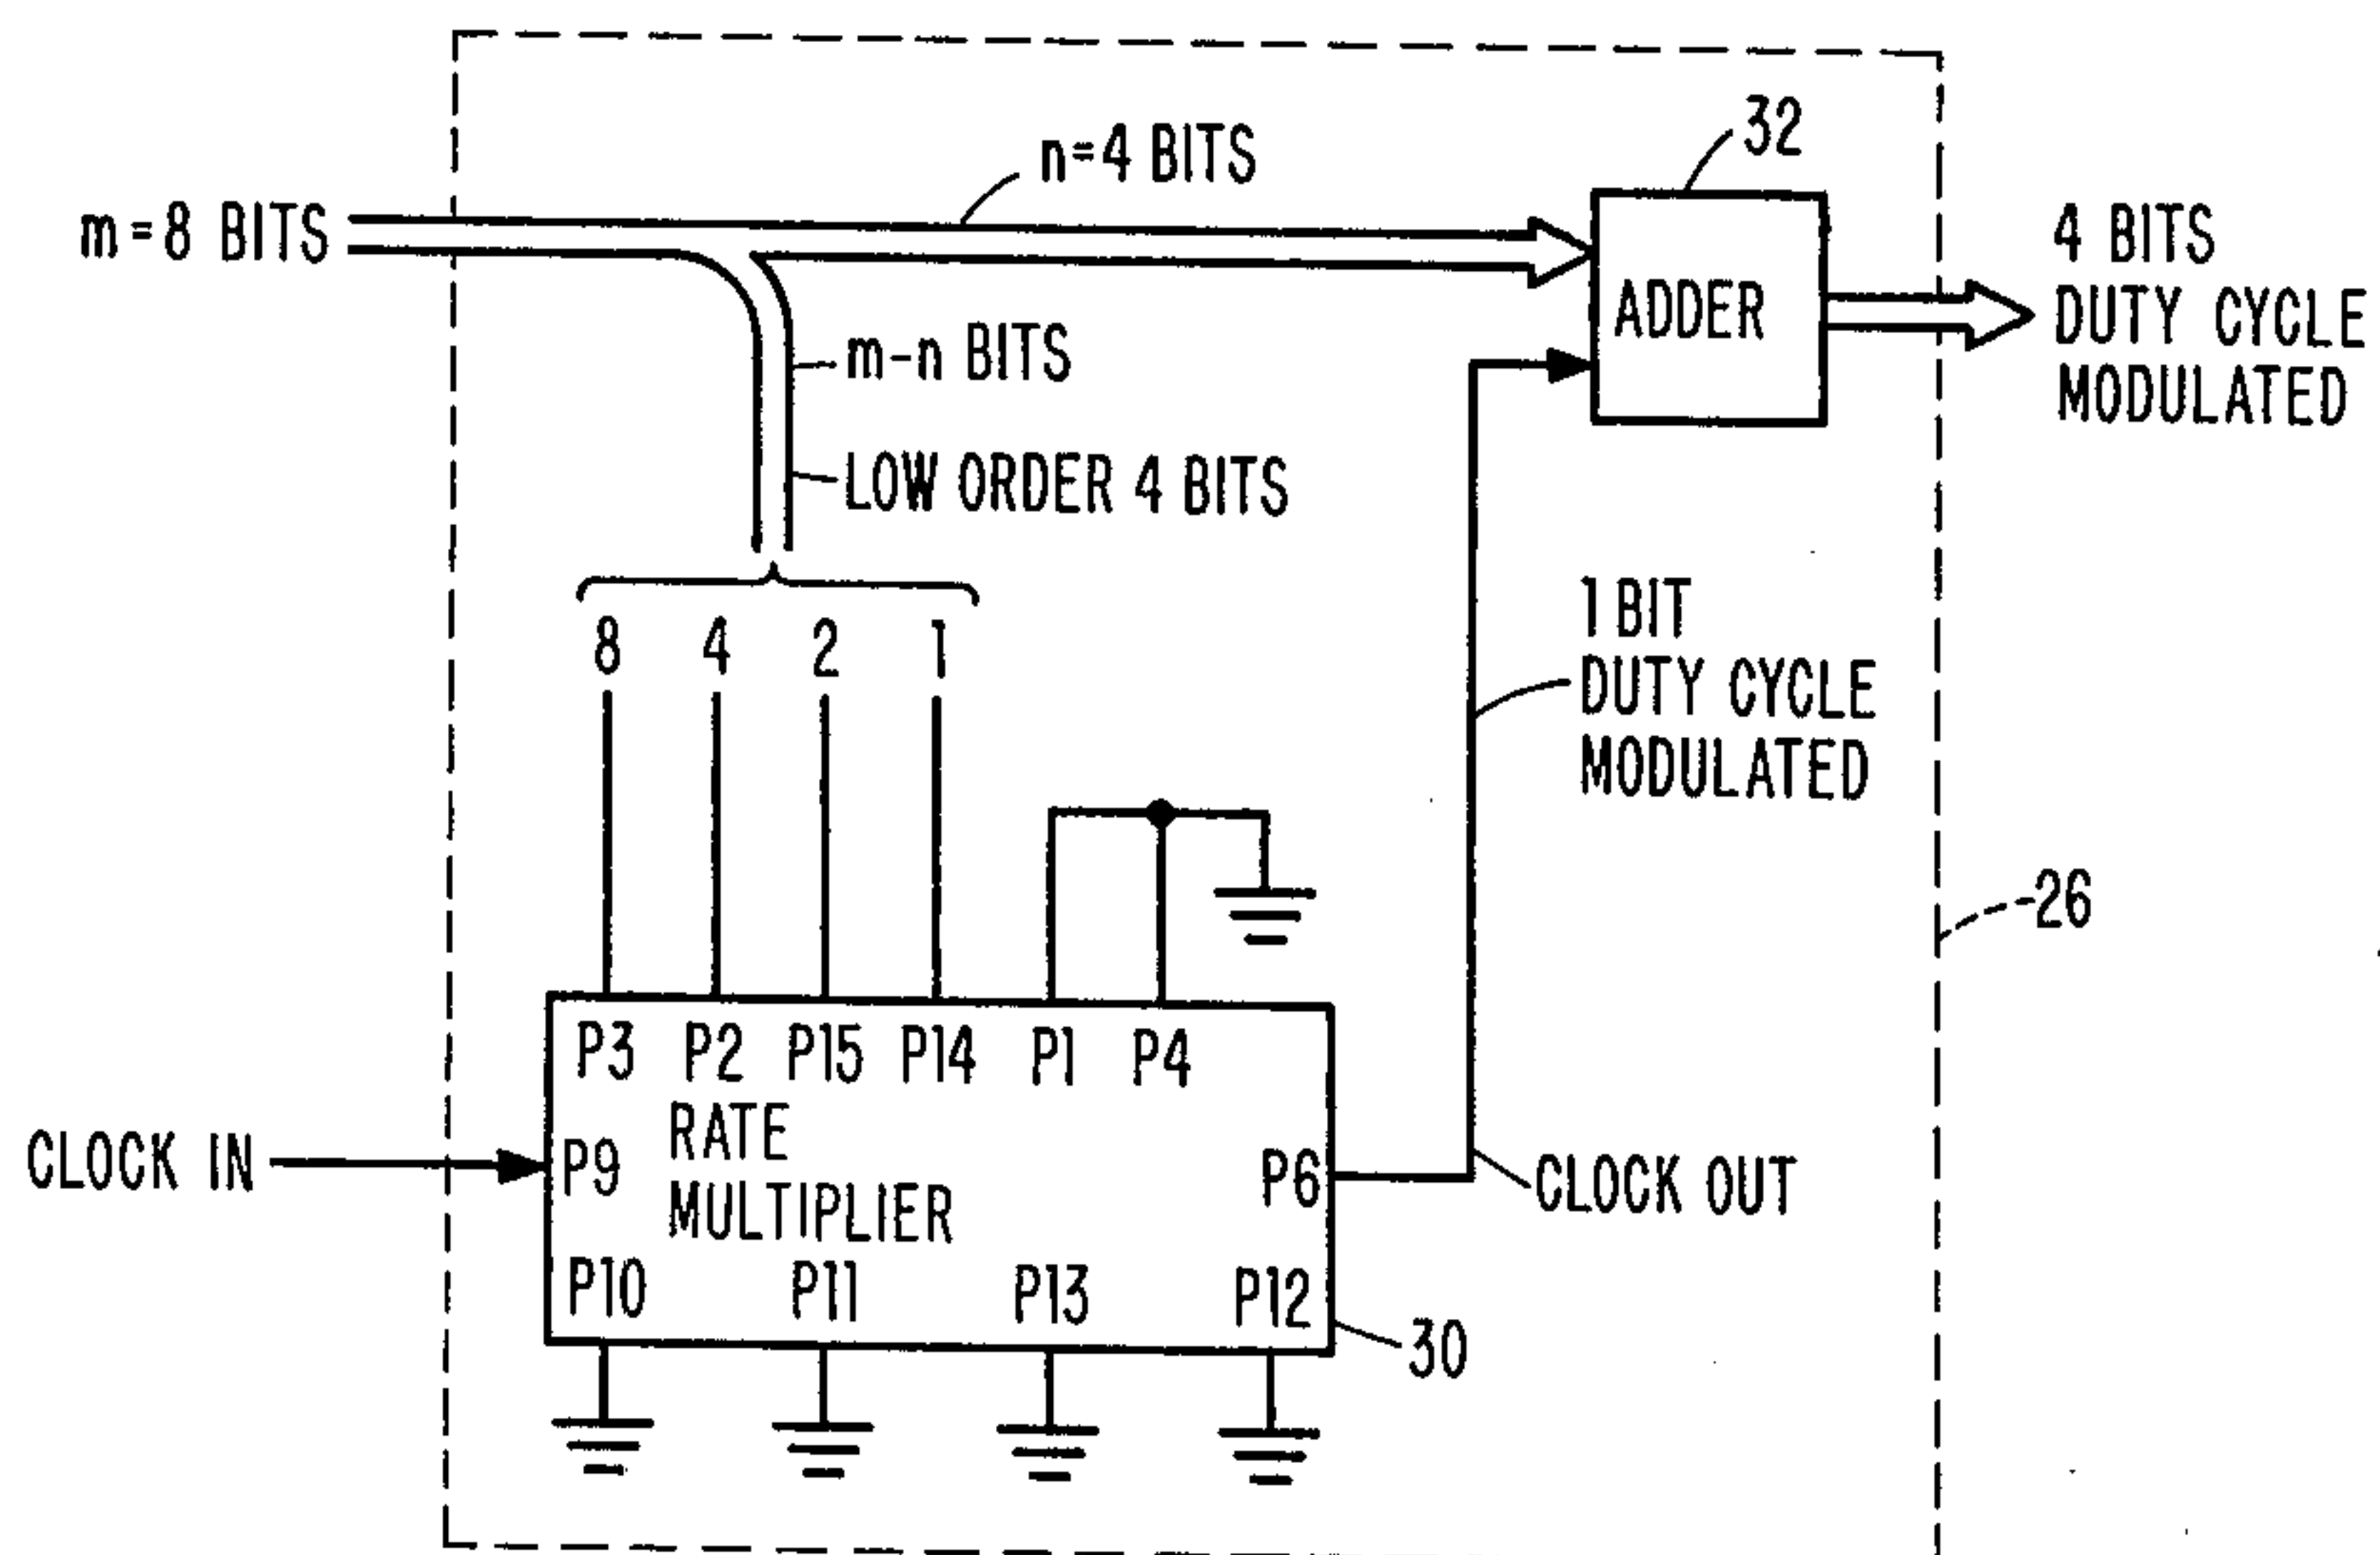 32
n=4 BITS
m=8 BITS
4 BITS
DUTY CYCLE
MODULATED
ADDER
m-n BITS
LOW ORDER 4 BITS
8 4 2 1
1 BIT
DUTY CYCLE
MODULATED
26
P3 P2 P15 P14 P1 P4
RATE
MULTIPLIER
CLOCK IN
P9
P6
CLOCK OUT
P10 P11 P13 P12
30